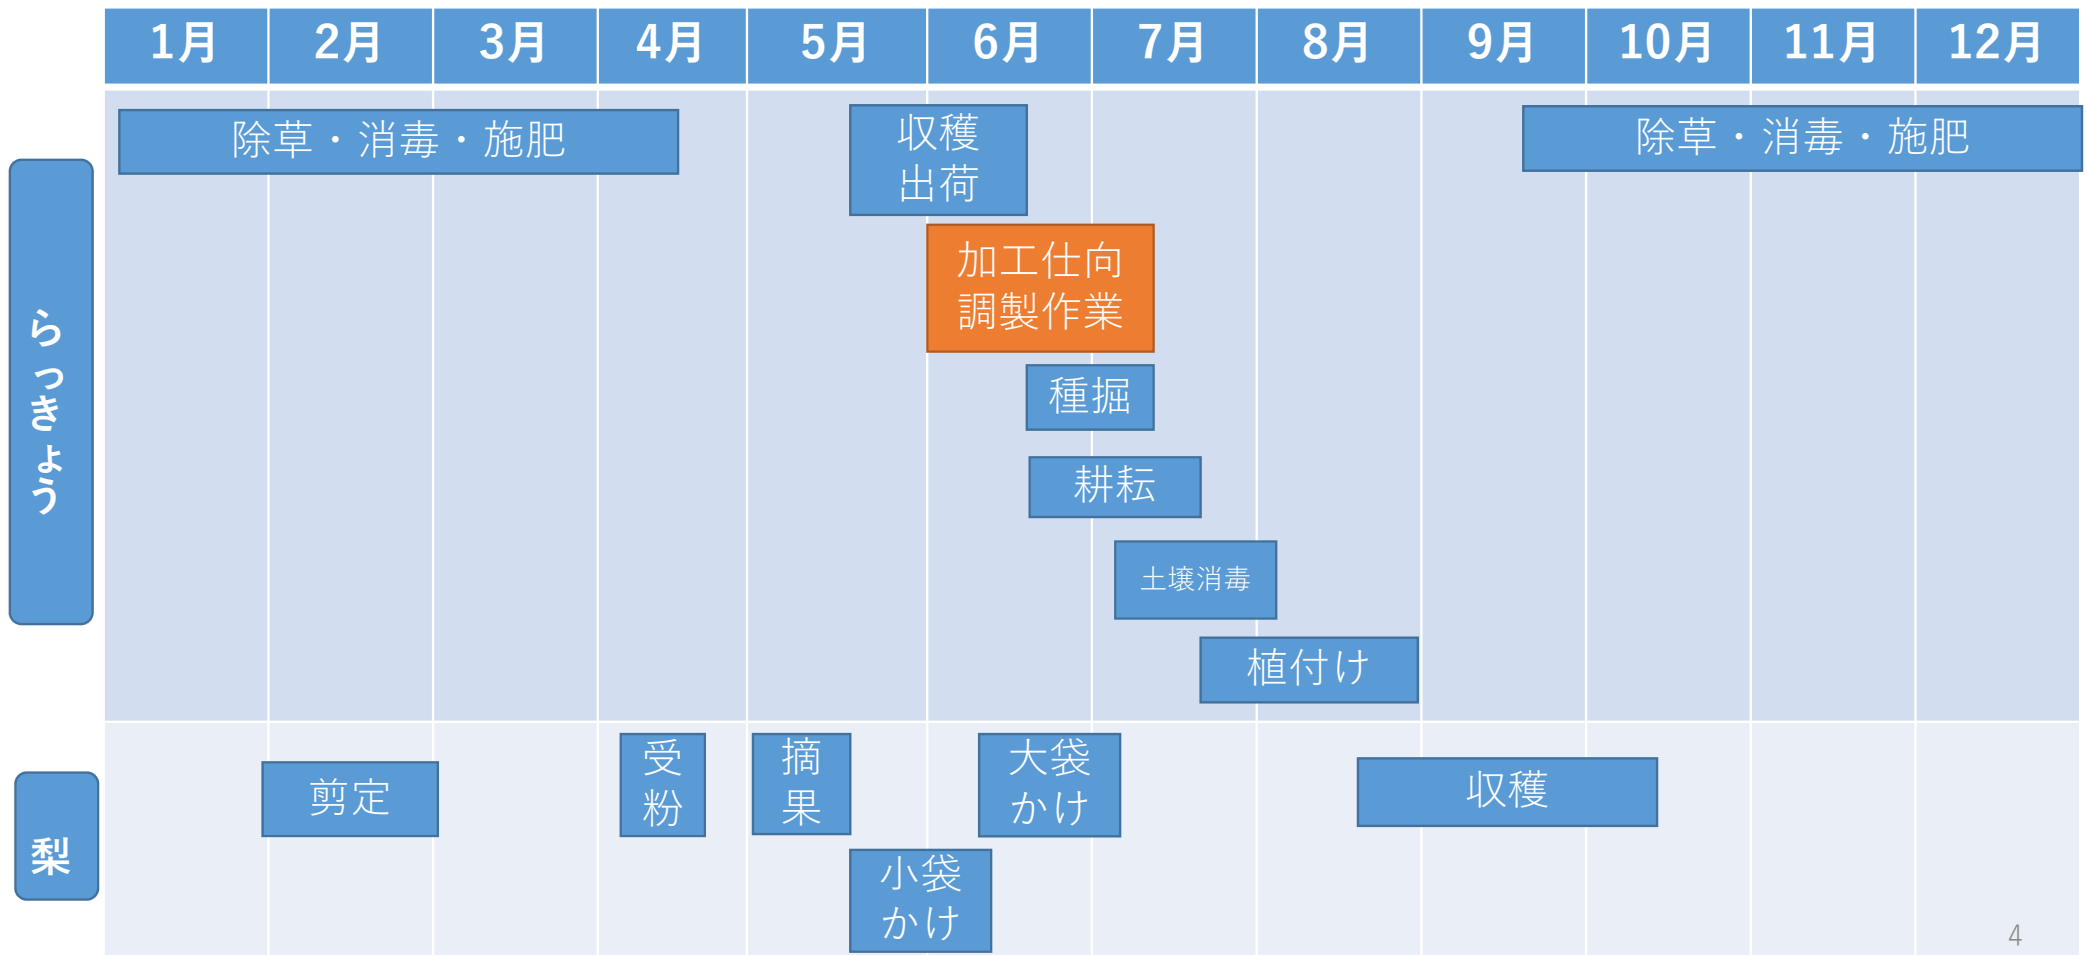 1月 2月 3月 4月 5月 6月 7月 8月 9月 10月 11月 12月
らっきょう
除草・消毒・施肥
収穫
出荷
除草・消毒・施肥
加工仕向
調製作業
種掘
耕耘
土壌消毒
植付け
梨
剪定
受
粉
摘
果
大袋
かけ
収穫
小袋
かけ
4